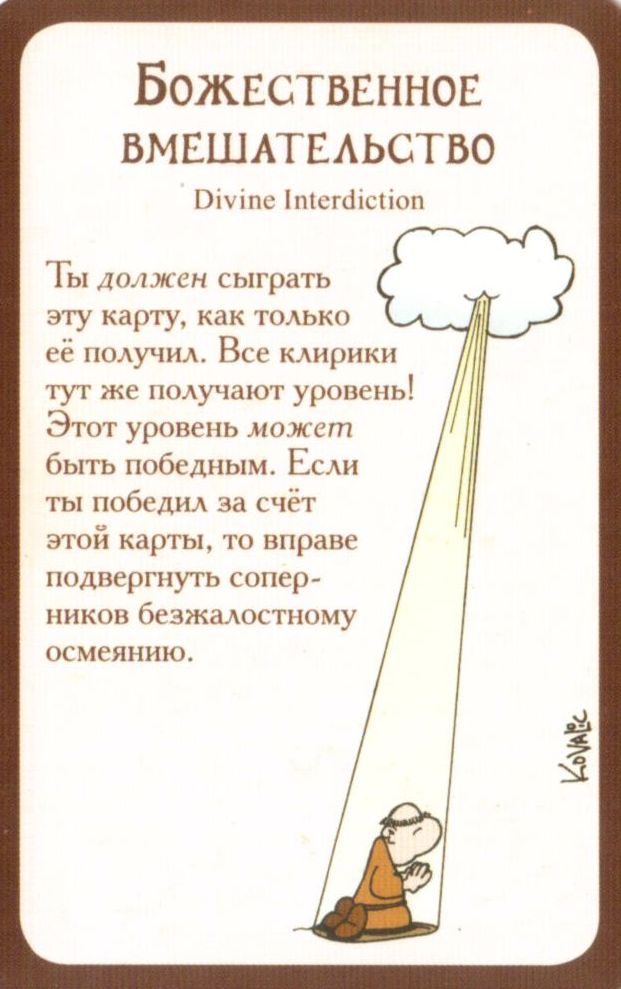 Божественное
вмешательство
Divine Interdiction
Ты должен сыграть
эту карту, как только
её получил. Все клирики
тут же получают уровень!
Этот уровень может
быть победным. Если
ты победил за счёт
этой карты, то вправе
подвергнуть сопер-
ников безжалостному
осмеянию.
Kovalic